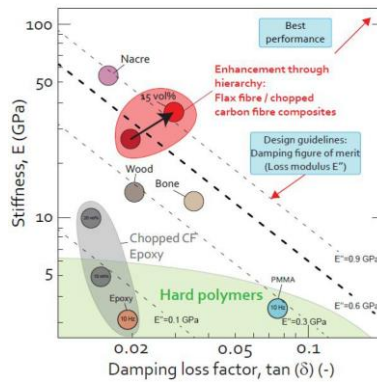 100
50
10
5
Stiffness, E (GPa)
Best
performance
Nacre
15 vol%
Enhancement through
hierarchy:
Flax fibre / chopped
carbon fibre composites
Design guidelines:
Damping figure of merit
(Loss modulus E")
Wood
Bone
Chopped CF
Epoxy
E"=0.9 GPa
Hard polymers
PMMA
10 Hz
Epoxy
10 Hz
E"=0.1 GPa
E"=0.3 GPa
E"=0.6 GPa
0.02
0.05
0.1
Damping loss factor, tan (δ) (-)